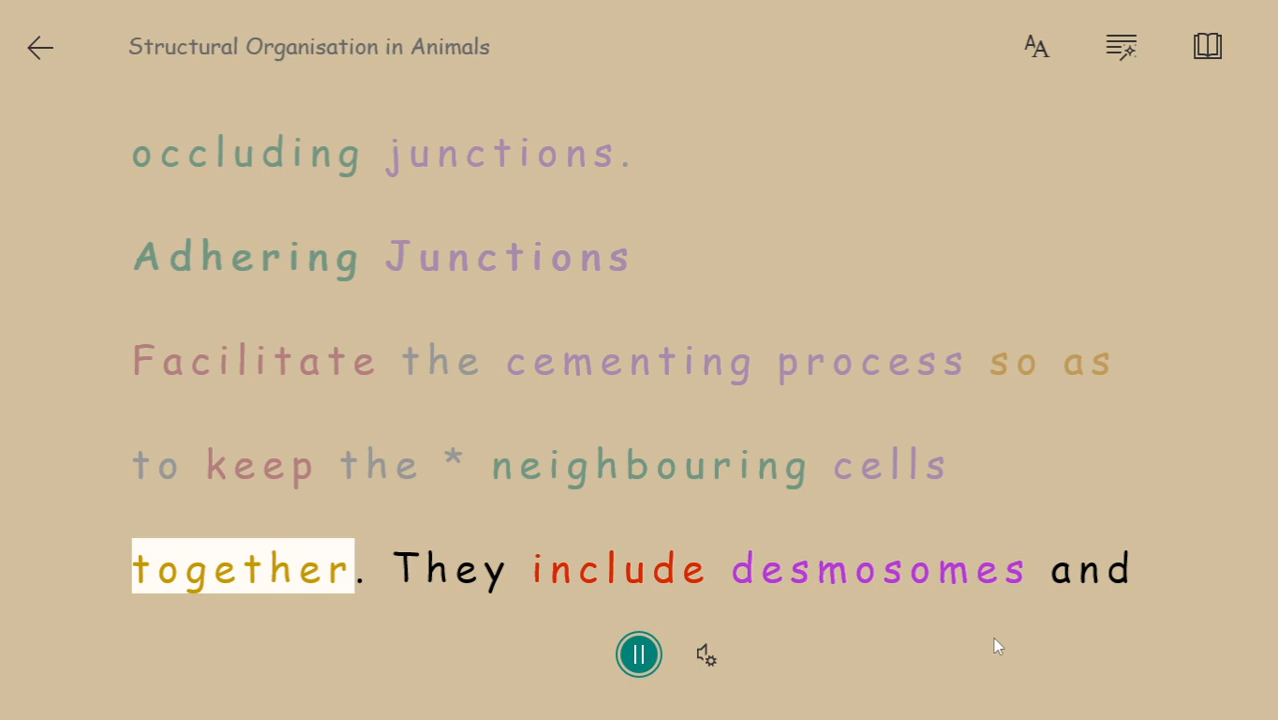 Structural Organisation in Animals
AA
occluding junctions.
Adhering Junctions
Facilitate the cementing process so as
to keep the * neighbouring cells
together. They include desmosomes and